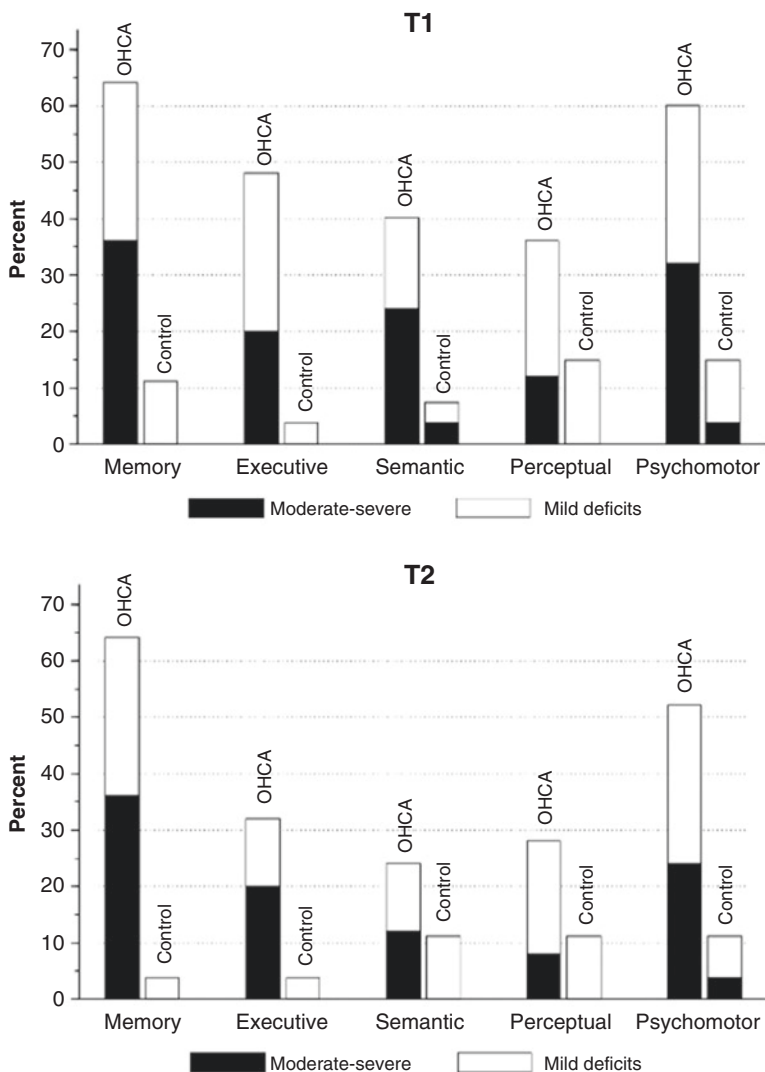 T1
Percent
70
60
50
40
30
20
10
0
OHCA
Control
OHCA
Control
OHCA
Control
OHCA
Control
OHCA
Control
Memory Executive Semantic Perceptual Psychomotor
Moderate-severe Mild deficits
T2
Percent
70
60
50
40
30
20
10
0
OHCA
Control
OHCA
Control
OHCA
Control
OHCA
Control
OHCA
Control
Memory Executive Semantic Perceptual Psychomotor
Moderate-severe Mild deficits